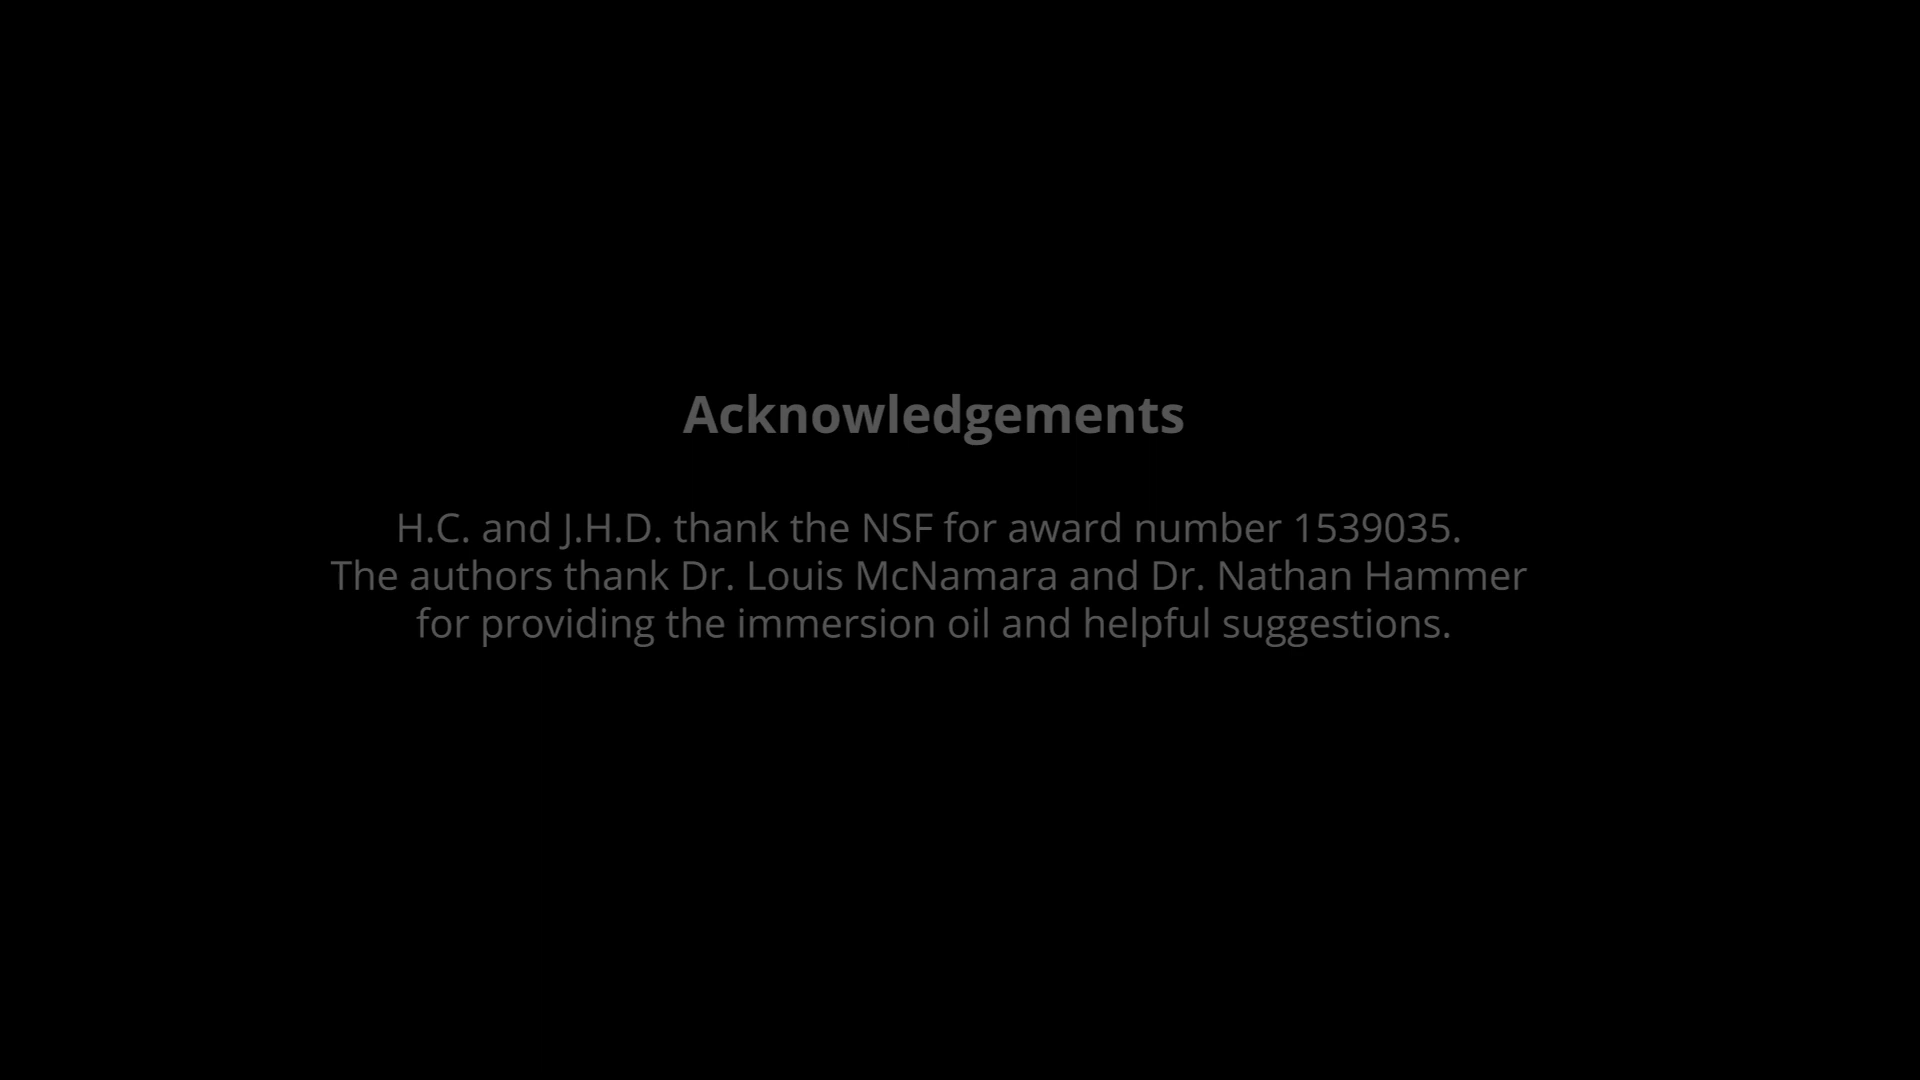 Acknowledgements
H.C. and J.H.D. thank the NSF for award number 1539035.
The authors thank Dr. Louis McNamara and Dr. Nathan Hammer
for providing the immersion oil and helpful suggestions.